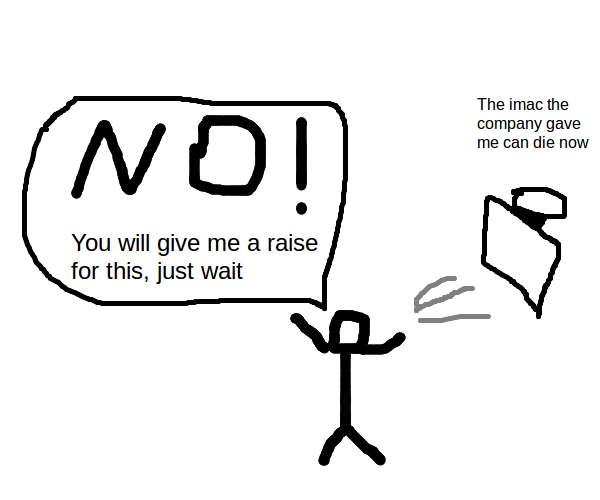 NO!
You will give me a raise
for this, just wait
The imac the
company gave
me can die now